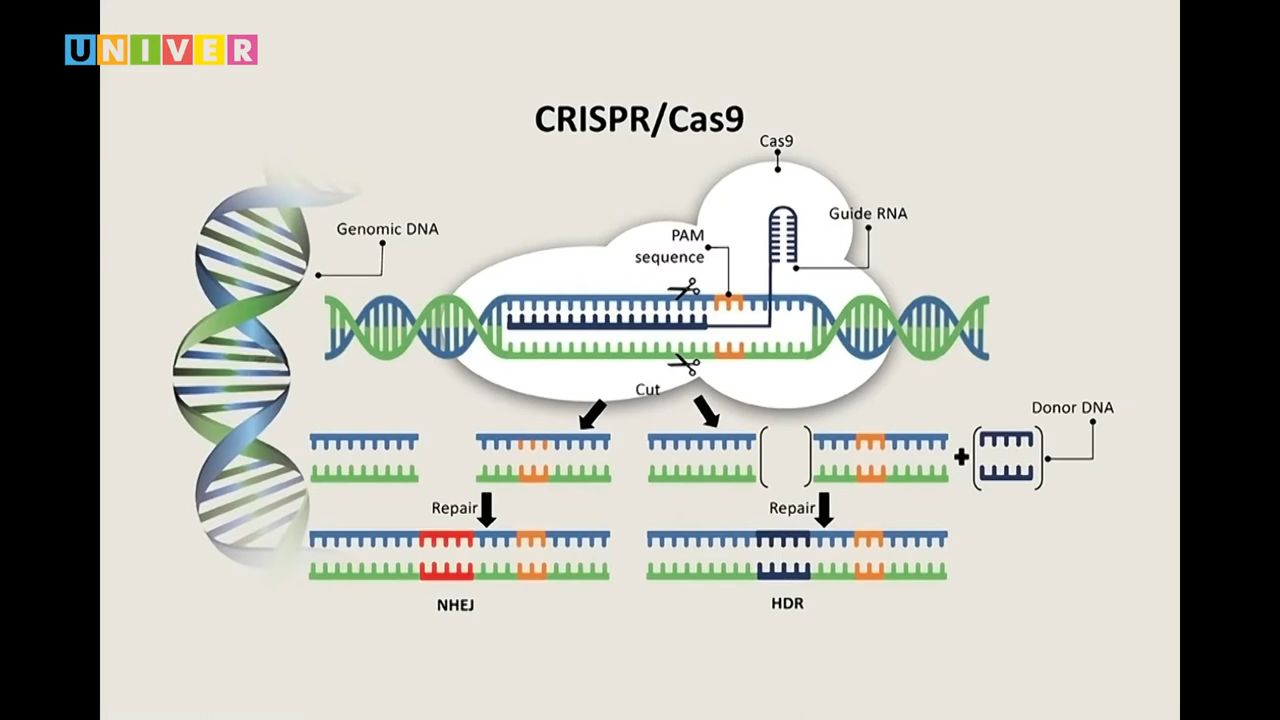 UNIVER
CRISPR/Cas9
Cas9
Genomic DNA
Guide RNA
PAM
sequence
Cut
Donor DNA
Repair
Repair
NHEJ
HDR